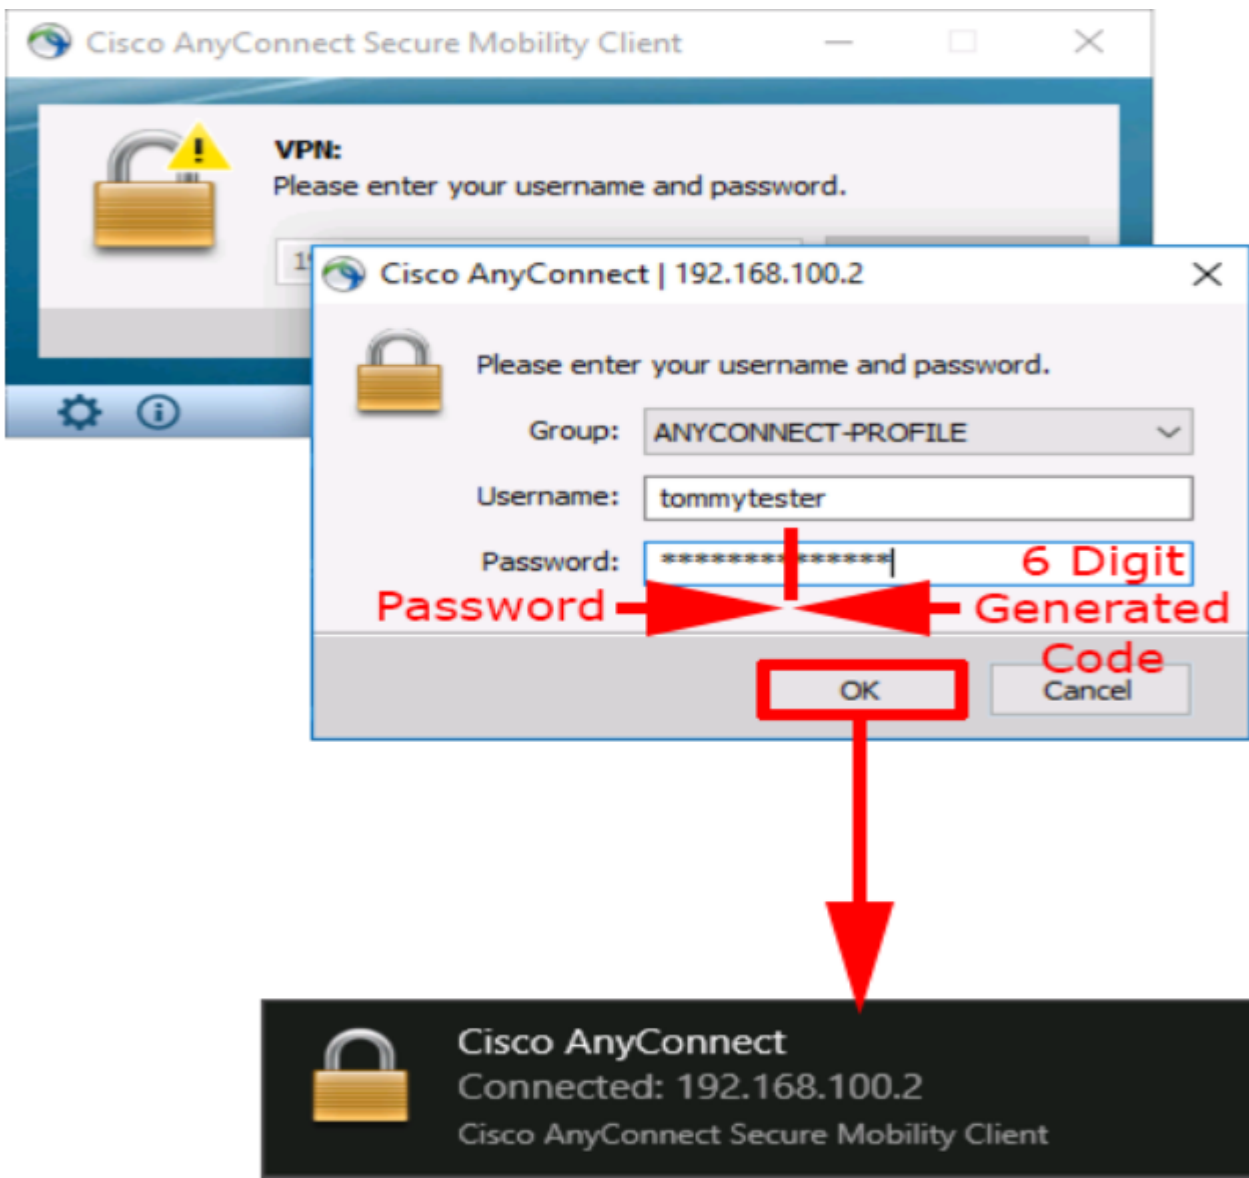 Cisco AnyConnect Secure Mobility Client
VPN:
Please enter your username and password.
Cisco AnyConnect | 192.168.100.2
Please enter your username and password.
Group: ANYCONNECT-PROFILE
Username: tommytester
Password: **************
6 Digit
Password
Generated
Code
OK
Cancel
Cisco AnyConnect
Connected: 192.168.100.2
Cisco AnyConnect Secure Mobility Client